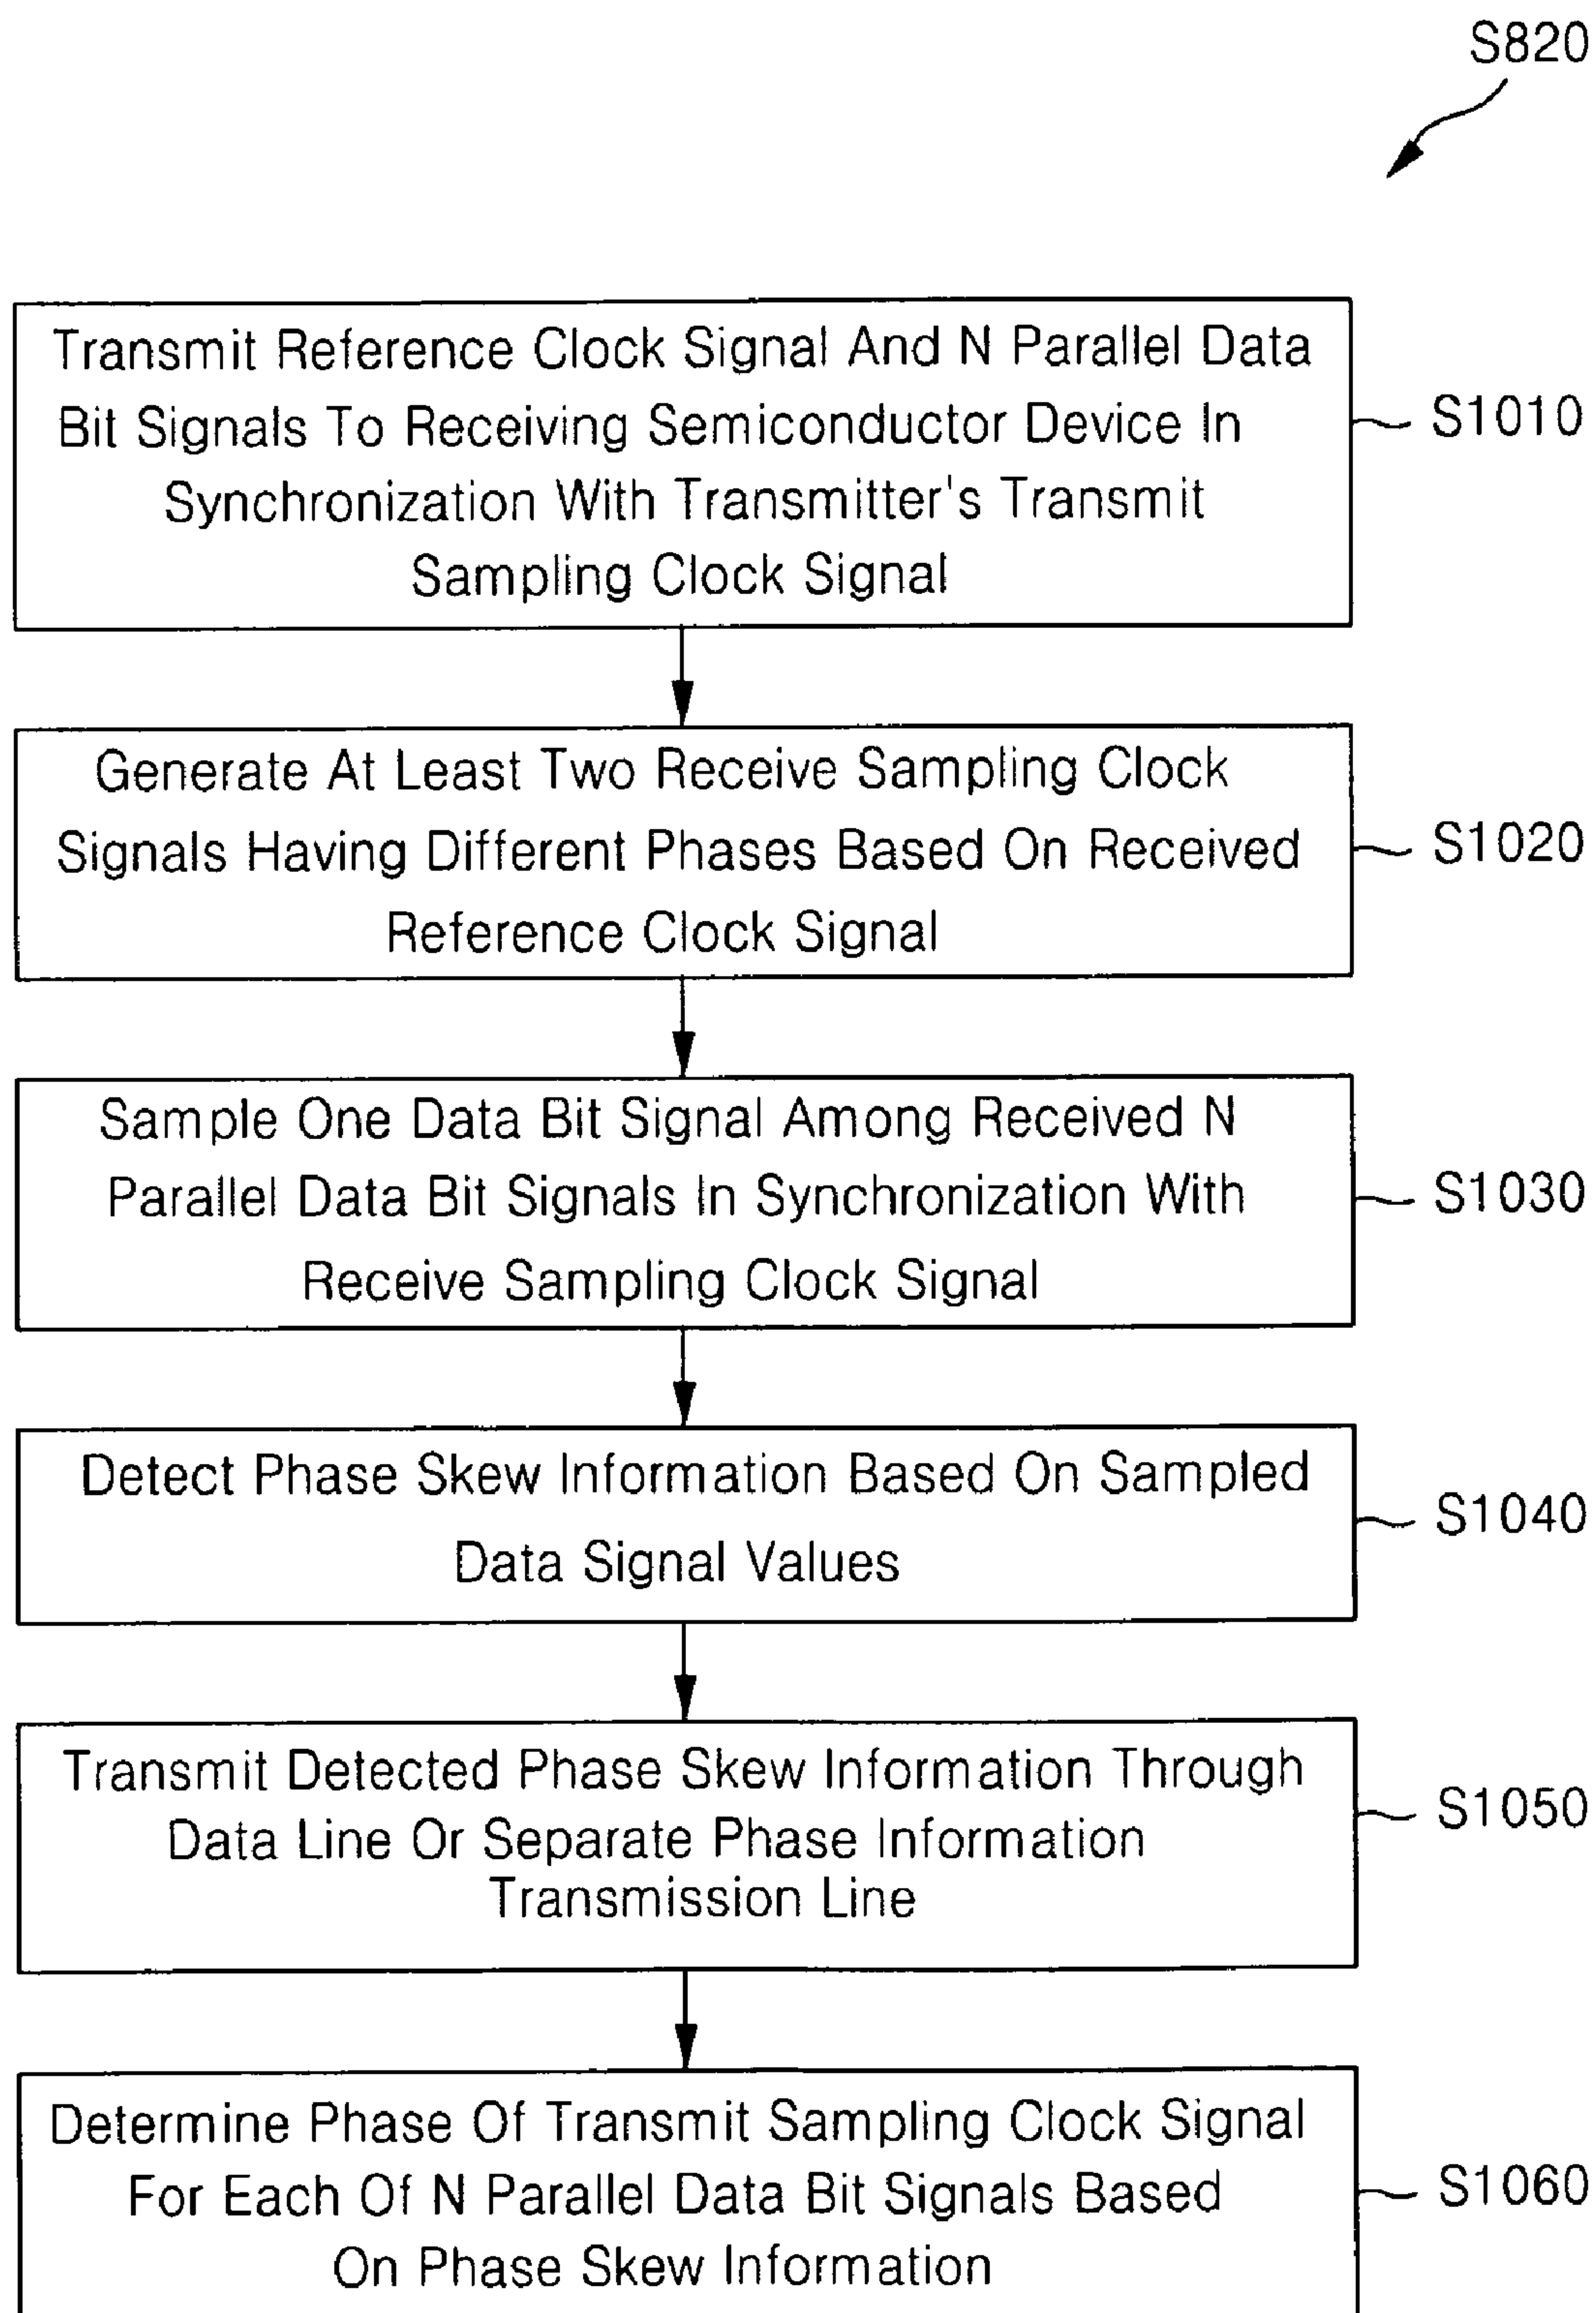 S820
Transmit Reference Clock Signal And N Parallel Data
Bit Signals To Receiving Semiconductor Device In
Synchronization With Transmitter's Transmit
Sampling Clock Signal
S1010
Generate At Least Two Receive Sampling Clock
Signals Having Different Phases Based On Received
Reference Clock Signal
S1020
Sample One Data Bit Signal Among Received N
Parallel Data Bit Signals In Synchronization With
Receive Sampling Clock Signal
S1030
Detect Phase Skew Information Based On Sampled
Data Signal Values
S1040
Transmit Detected Phase Skew Information Through
Data Line Or Separate Phase Information
Transmission Line
S1050
Determine Phase Of Transmit Sampling Clock Signal
For Each Of N Parallel Data Bit Signals Based
On Phase Skew Information
S1060